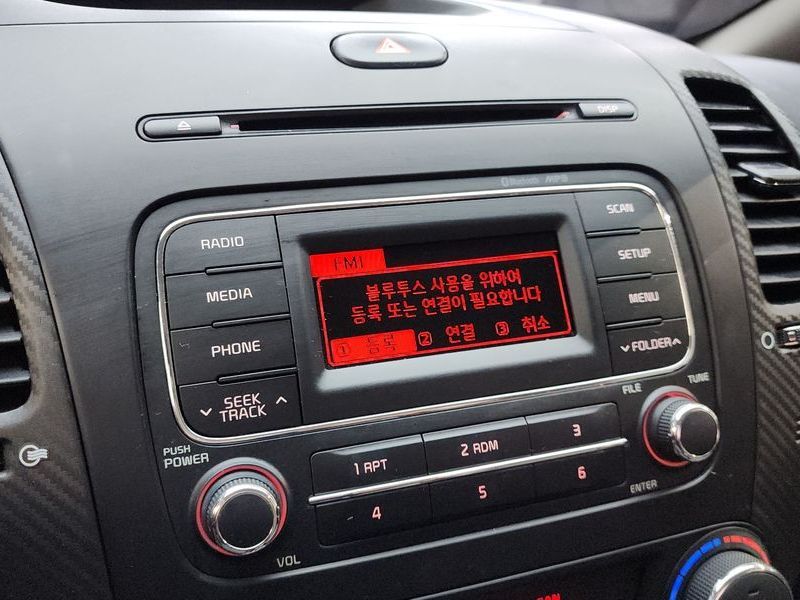 DISP
Bluetooth MP3
RADIO
SCAN
FM1
SETUP
블루투스 사용을 위하여
등록 또는 연결이 필요합니다
① 등록 ② 연결 ③ 취소
MEDIA
MENU
PHONE
FOLDER
SEEK
TRACK
FILE
TUNE
PUSH
POWER
1 RPT
2 RDM
3
4
5
6
ENTER
VOL